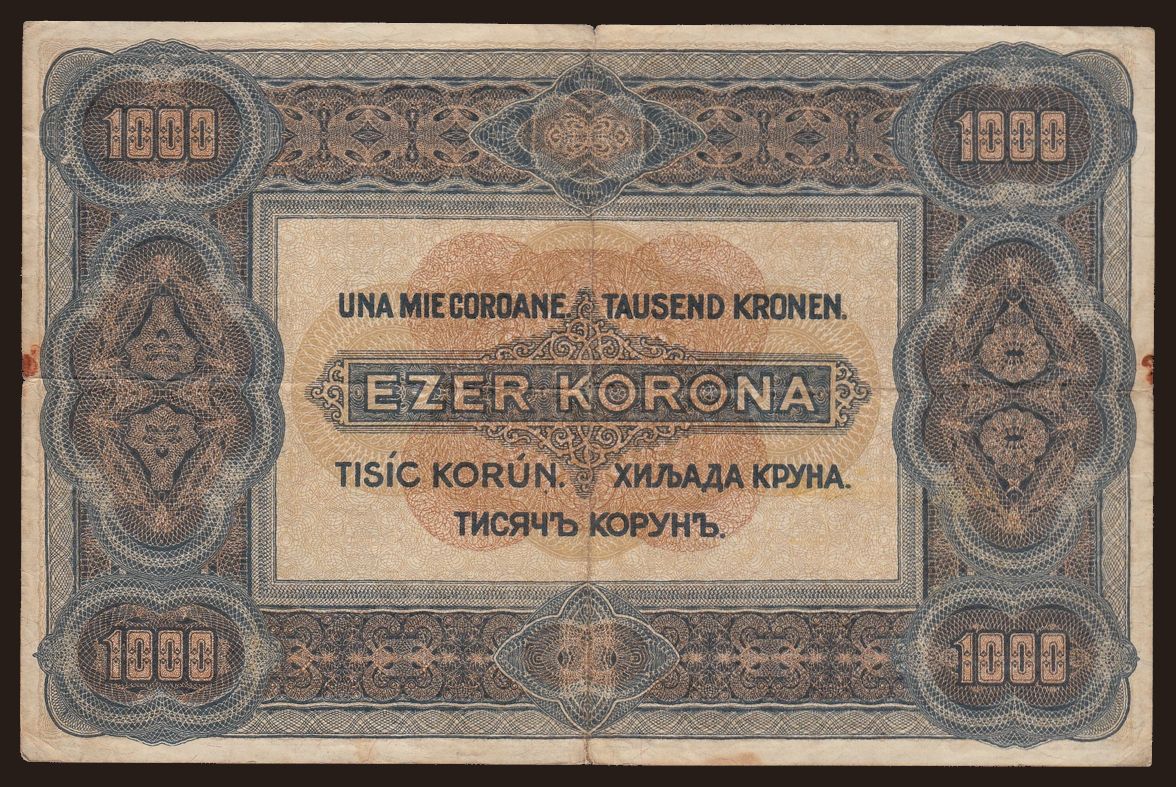 1000 1000
UNA MIE COROANE. TAUSEND KRONEN.
EZER KORONA
TISÍC KORÚN. ХИЉАДА КРУНА.
ТИСЯЧЪ КОРУНЪ.
1000 1000